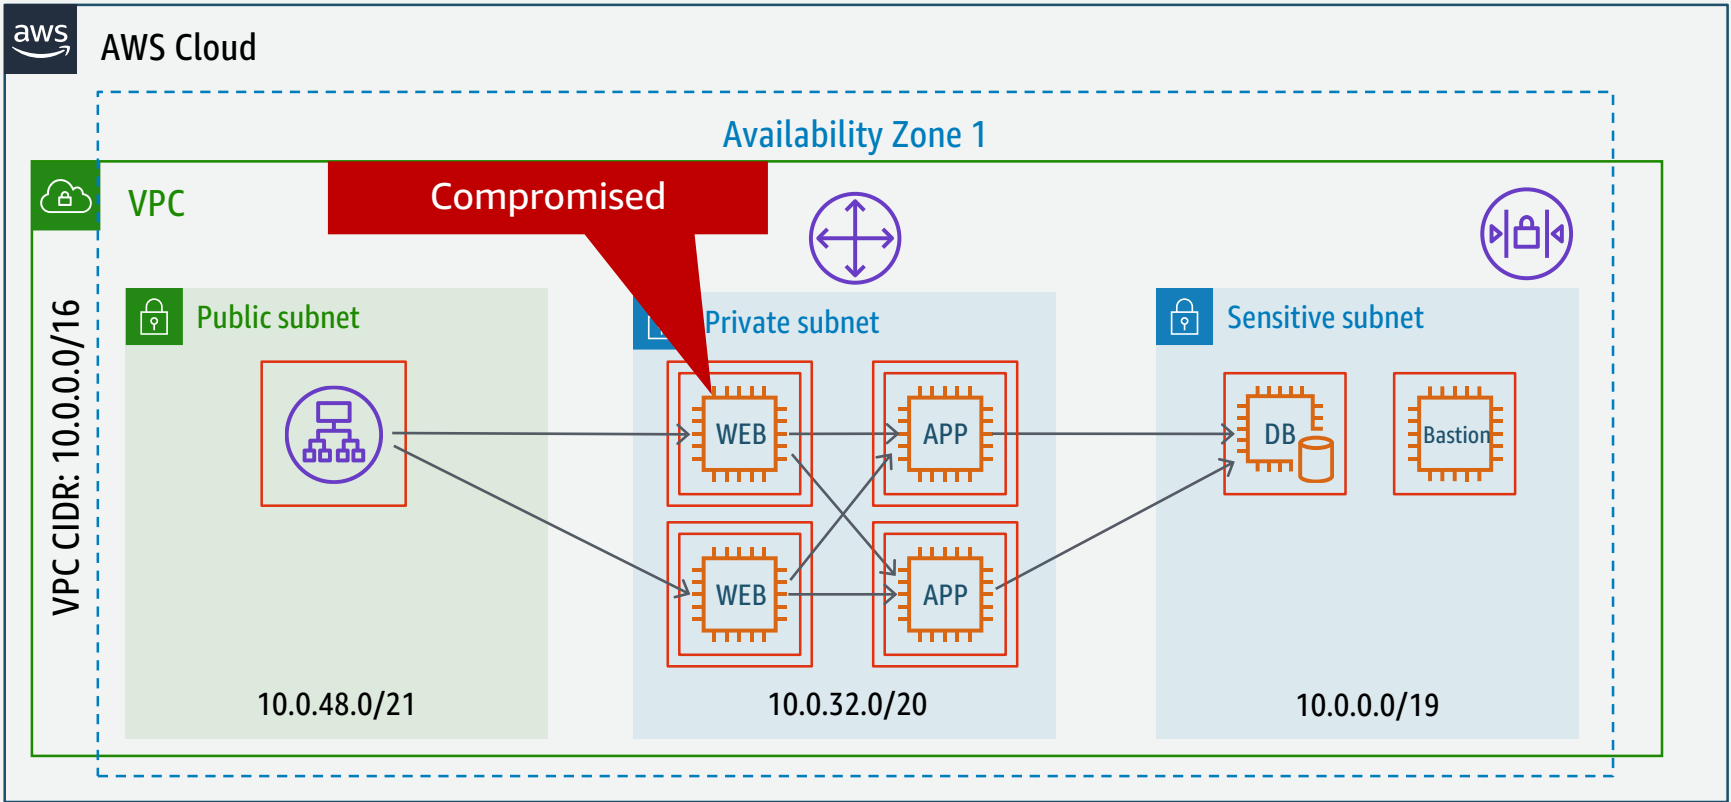 aws
AWS Cloud
Availability Zone 1
Compromised
VPC
VPC CIDR: 10.0.0.0/16
Public subnet
Private subnet
Sensitive subnet
WEB
APP
DB
Bastion
WEB
APP
10.0.48.0/21
10.0.32.0/20
10.0.0.0/19